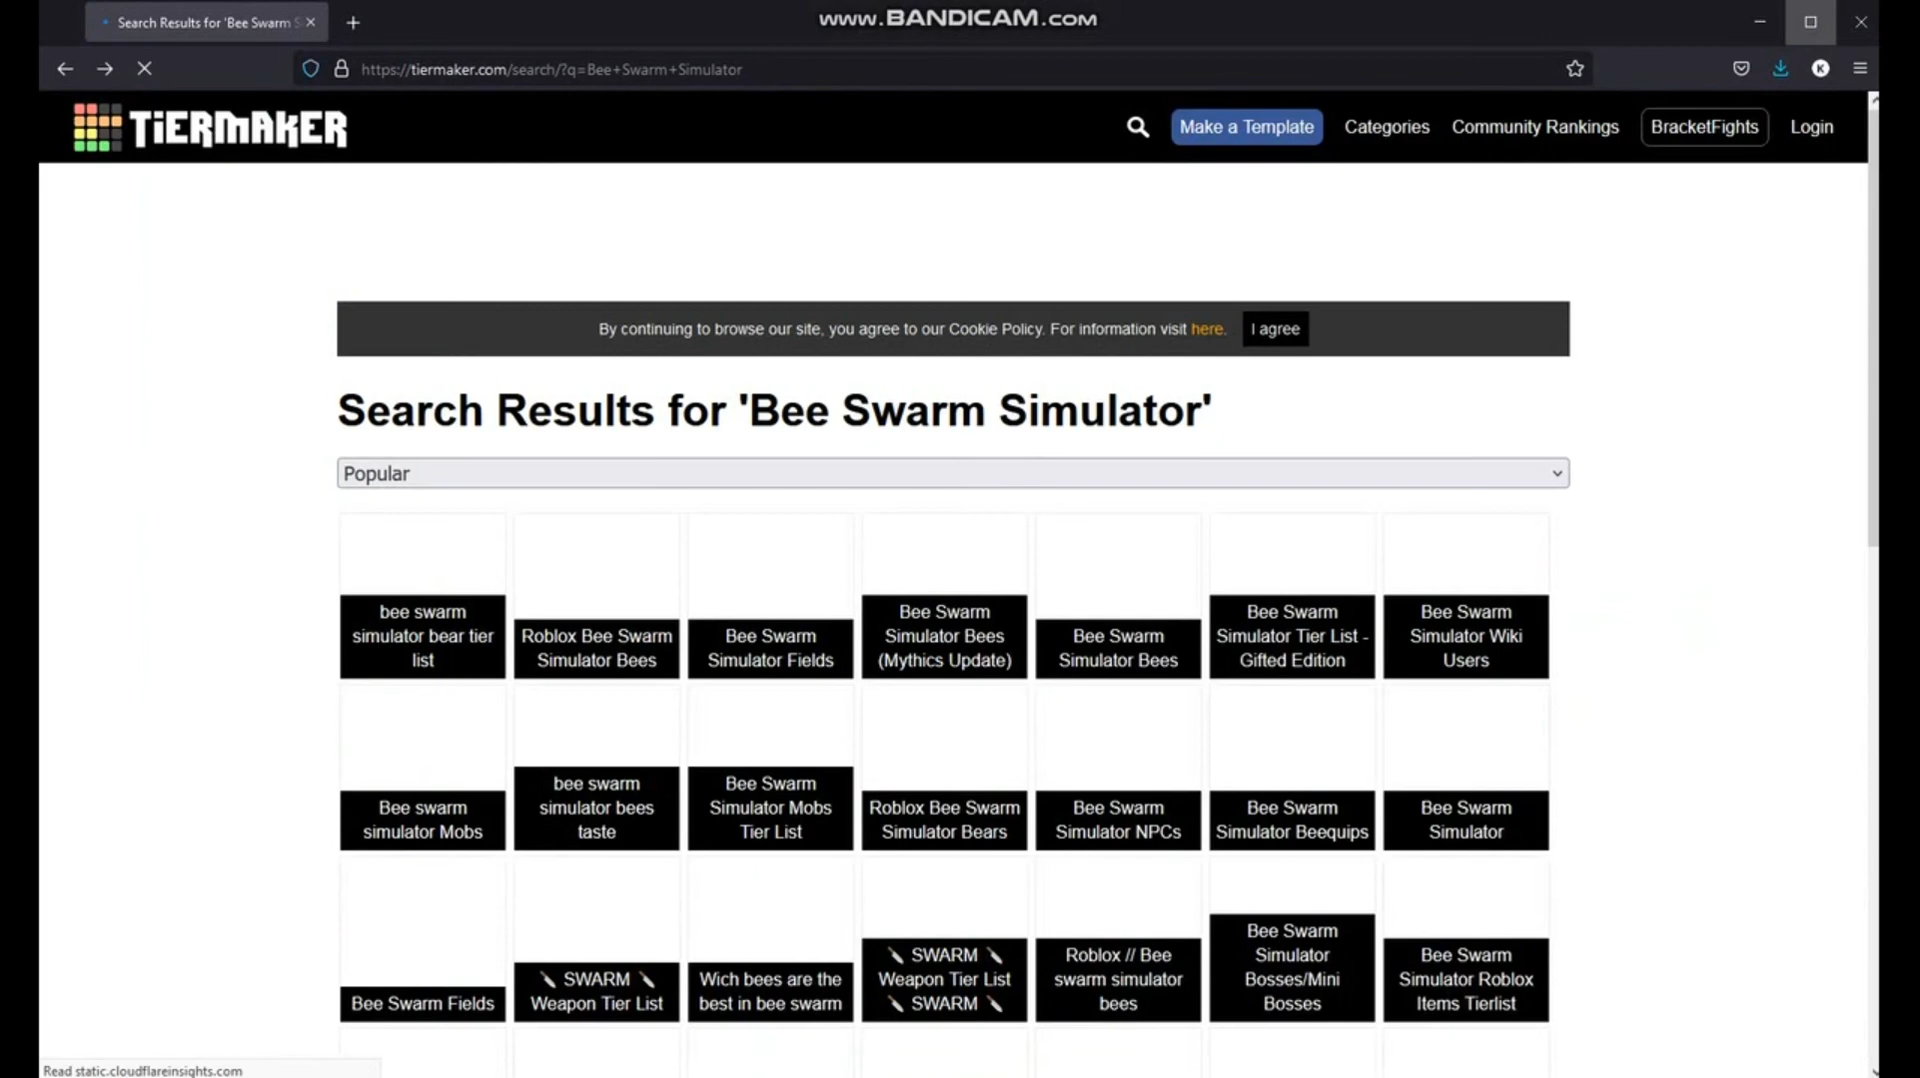 Search Results for 'Bee Swarm S
www.BANDICAM.com
https://tiermaker.com/search/?q=Bee+Swarm+Simulator
K
TiERMAKER
Make a Template
Categories
Community Rankings
BracketFights
Login
By continuing to browse our site, you agree to our Cookie Policy. For information visit here.
I agree
Search Results for 'Bee Swarm Simulator'
Popular
bee swarm
simulator bear tier
list
Roblox Bee Swarm
Simulator Bees
Bee Swarm
Simulator Fields
Bee Swarm
Simulator Bees
(Mythics Update)
Bee Swarm
Simulator Bees
Bee Swarm
Simulator Tier List -
Gifted Edition
Bee Swarm
Simulator Wiki
Users
Bee swarm
simulator Mobs
bee swarm
simulator bees
taste
Bee Swarm
Simulator Mobs
Tier List
Roblox Bee Swarm
Simulator Bears
Bee Swarm
Simulator NPCs
Bee Swarm
Simulator Beequips
Bee Swarm
Simulator
Bee Swarm Fields
SWARM
Weapon Tier List
Wich bees are the
best in bee swarm
SWARM
Weapon Tier List
SWARM
Roblox // Bee
swarm simulator
bees
Bee Swarm
Simulator
Bosses/Mini
Bosses
Bee Swarm
Simulator Roblox
Items Tierlist
Read static.cloudflareinsights.com